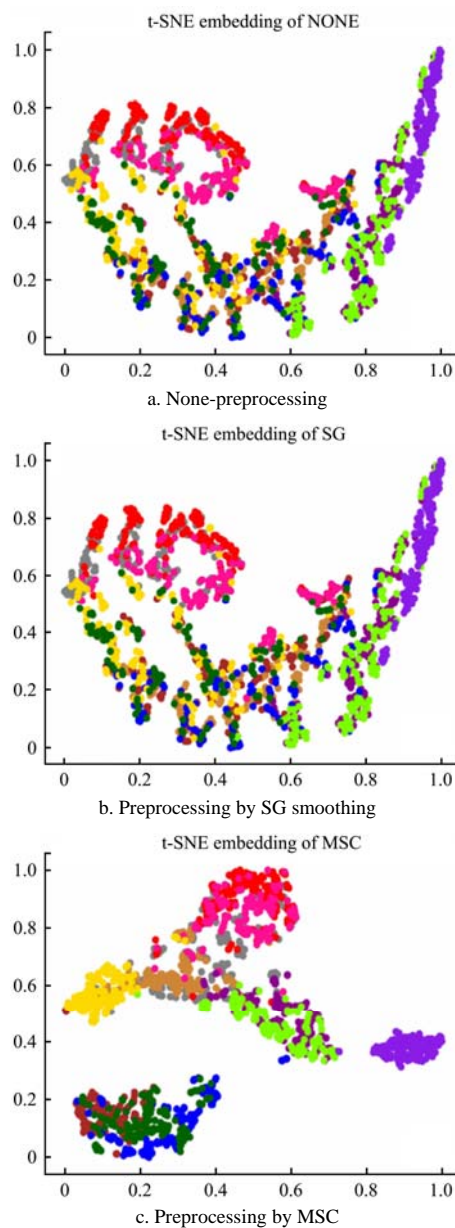 t-SNE embedding of NONE
1.0
0.8
0.6
0.4
0.2
0
0 0.2 0.4 0.6 0.8 1.0
a. None-preprocessing
t-SNE embedding of SG
1.0
0.8
0.6
0.4
0.2
0
0 0.2 0.4 0.6 0.8 1.0
b. Preprocessing by SG smoothing
t-SNE embedding of MSC
1.0
0.8
0.6
0.4
0.2
0
0 0.2 0.4 0.6 0.8 1.0
c. Preprocessing by MSC